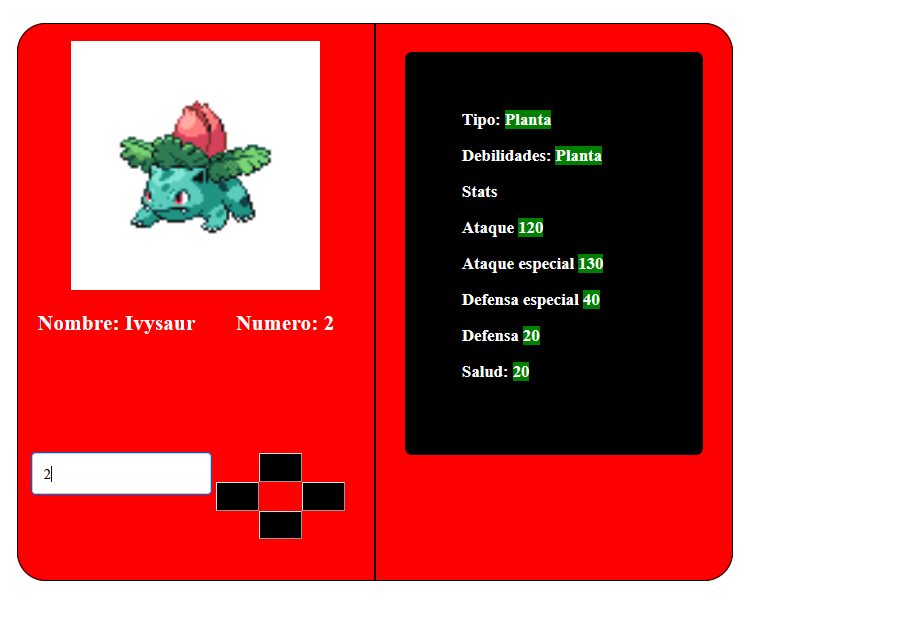 Nombre: Ivysaur Numero: 2
2
Tipo: Planta
Debilidades: Planta
Stats
Ataque 120
Ataque especial 130
Defensa especial 40
Defensa 20
Salud: 20